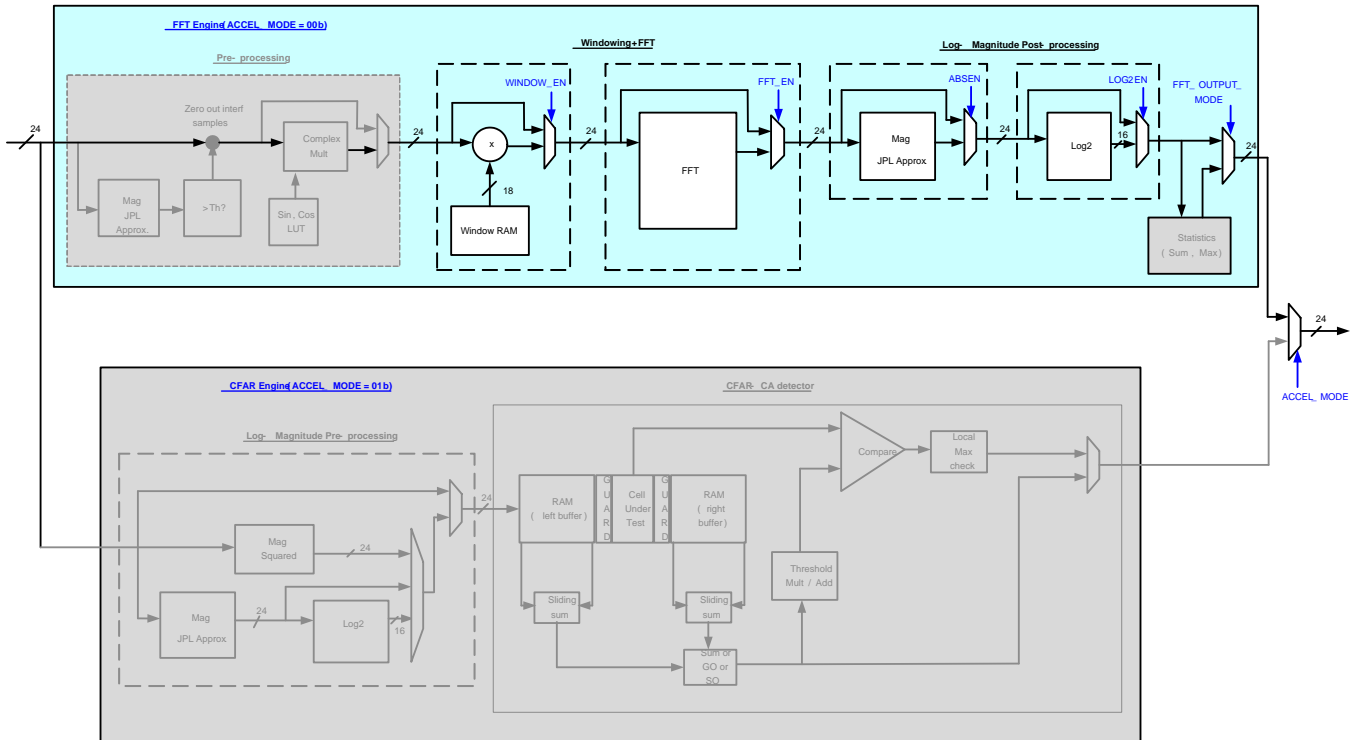 FFT Engine(ACCEL_ MODE = 00b)
Windowing+FFT
Log- Magnitude Post- processing
Pre- processing
WINDOW_EN
FFT_EN
ABSEN
LOG2EN
FFT_ OUTPUT_
MODE
Zero out interf
samples
24
Complex
Mult
24
x
24
FFT
24
Mag
JPL Approx
24
Log2
16
24
18
Mag
JPL
Approx.
>Th?
Sin, Cos
LUT
Window RAM
Statistics
( Sum , Max)
24
ACCEL_ MODE
CFAR Engine(ACCEL_ MODE = 01b)
CFAR- CA detector
Log- Magnitude Pre- processing
Compare
Local
Max
check
24
RAM
( left buffer)
GUARD
Cell
Under
Test
GUARD
RAM
( right
buffer)
Mag
Squared
24
Threshold
Mult / Add
Mag
JPL Approx
24
Log2
16
Sliding
sum
Sliding
sum
Sum or
GO or
SO